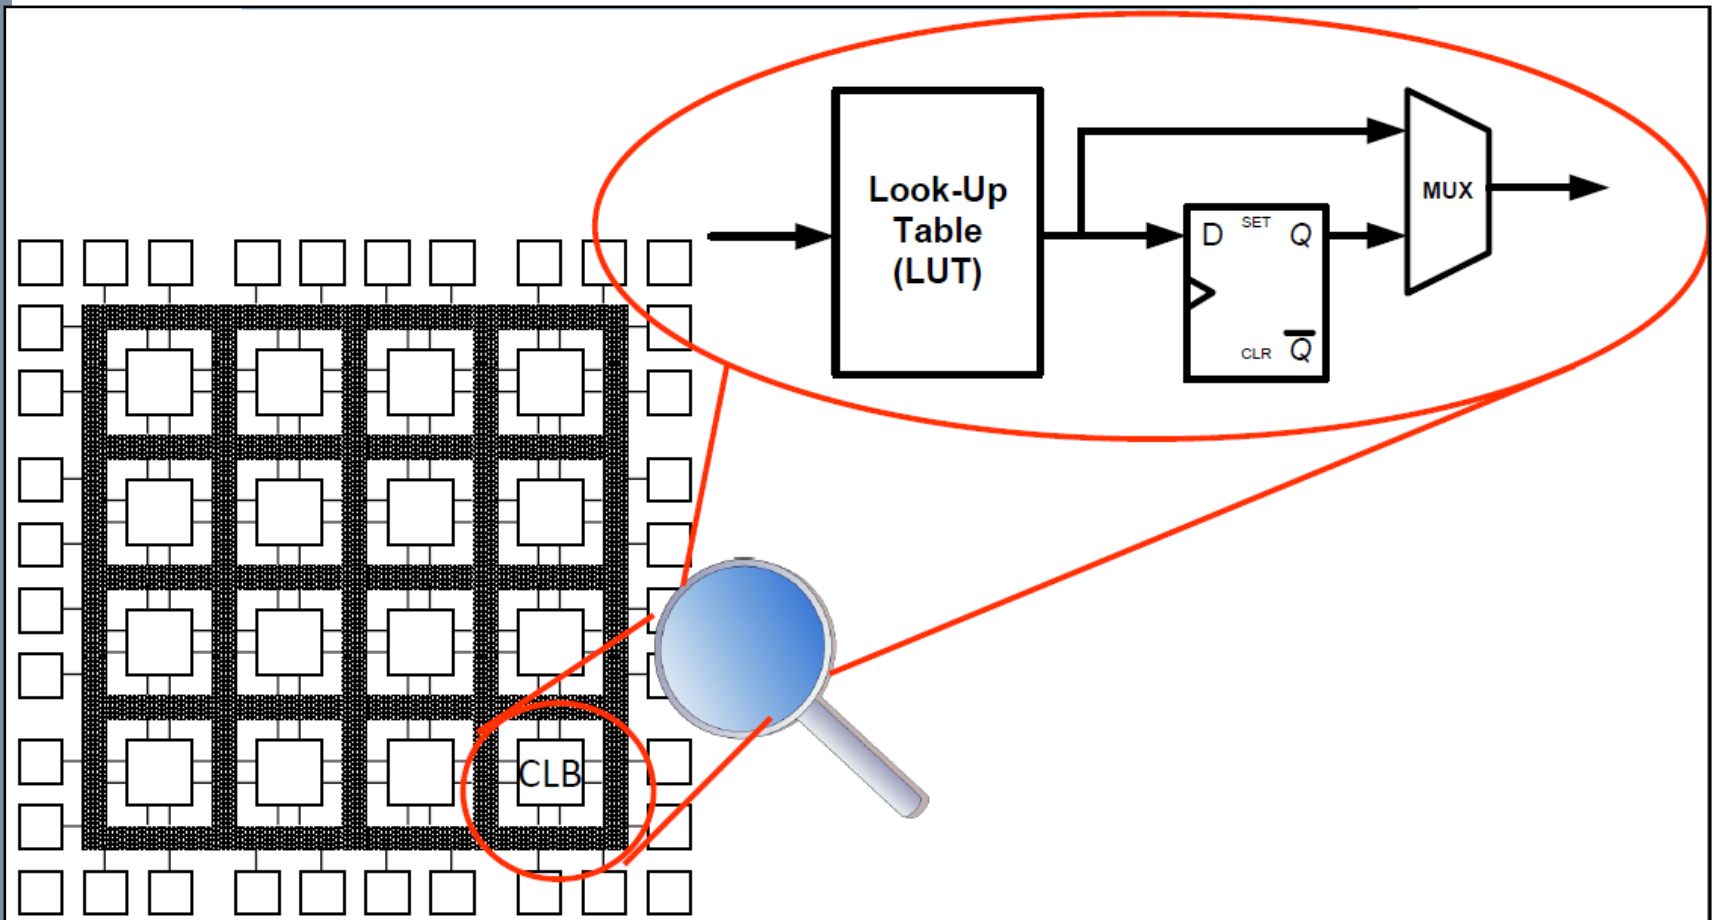 Look-Up
Table
(LUT)
D
SET
Q
CLR
Q̅
MUX
CLB